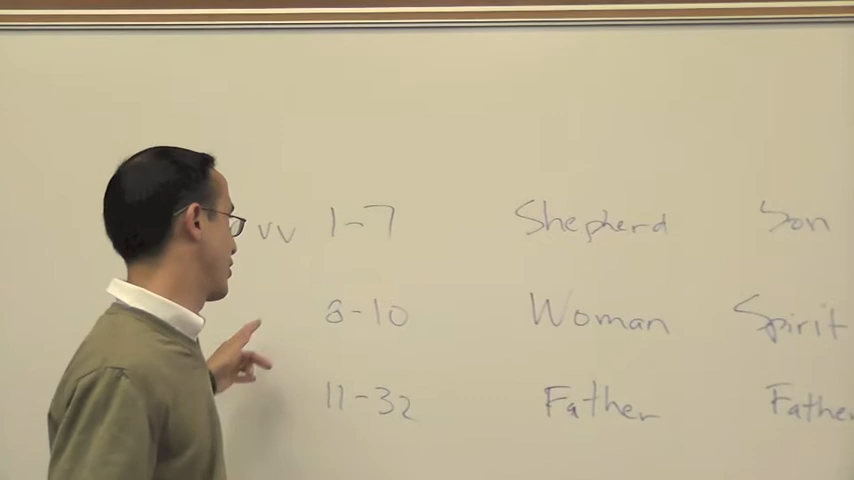 vv 1-7 Shepherd Son
8-10 Woman Spirit
11-32 Father Father